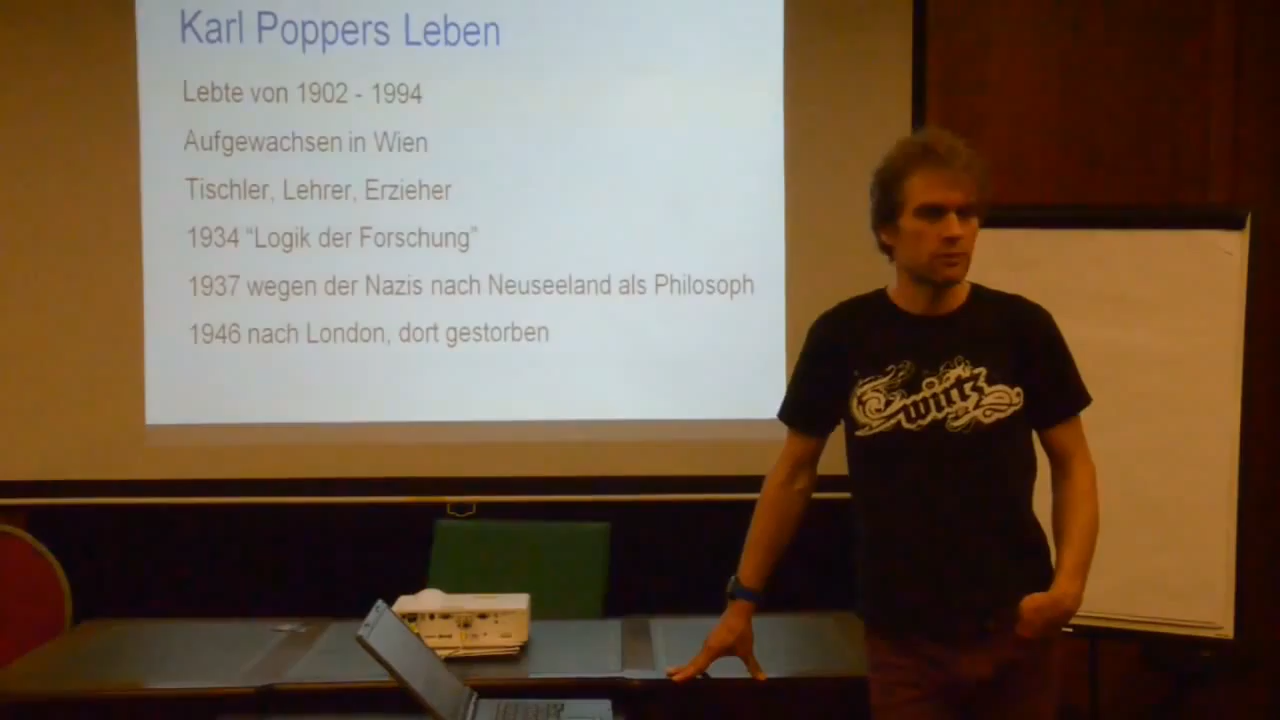 Karl Poppers Leben
Lebte von 1902 - 1994
Aufgewachsen in Wien
Tischler, Lehrer, Erzieher
1934 “Logik der Forschung”
1937 wegen der Nazis nach Neuseeland als Philosoph
1946 nach London, dort gestorben